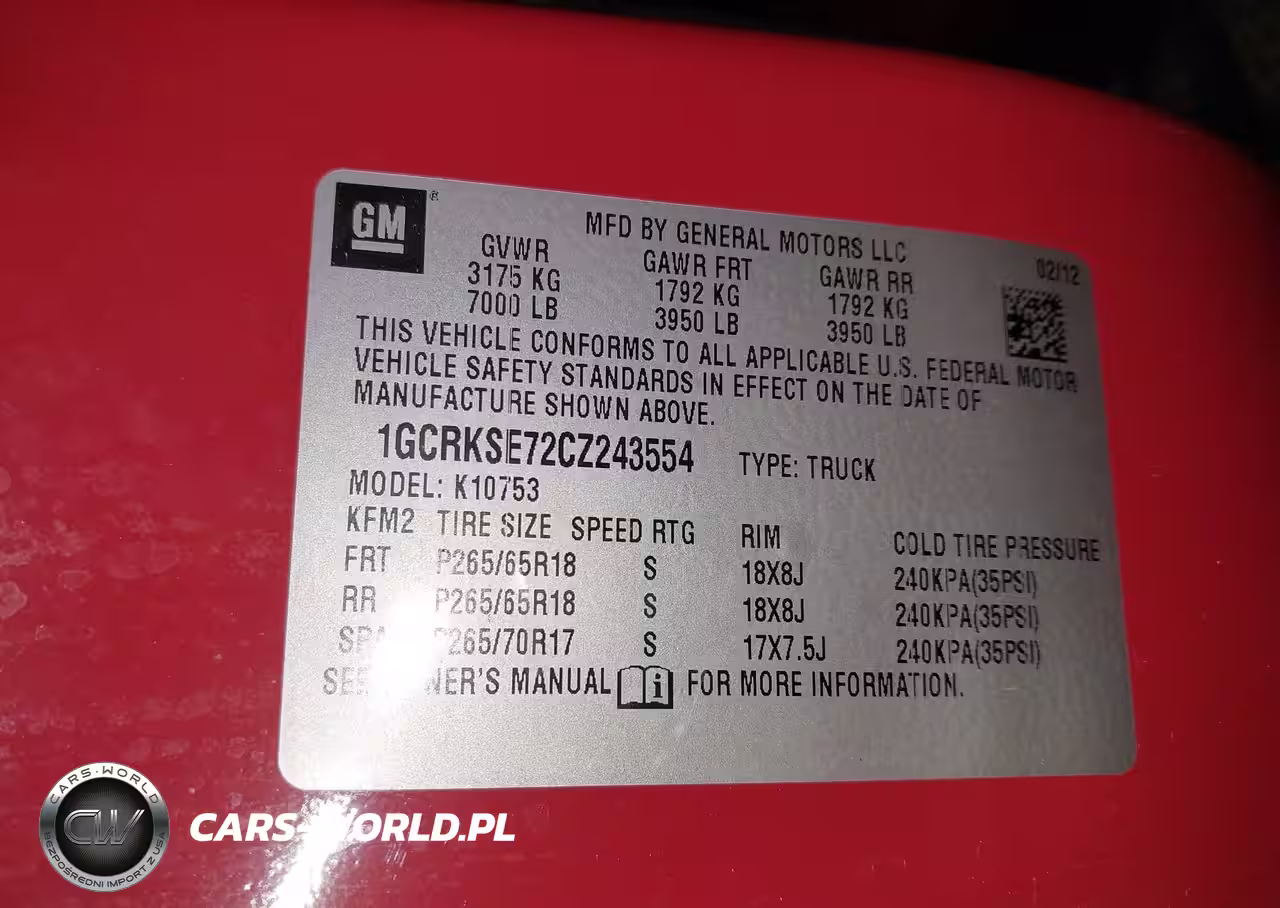 GM ®
MFD BY GENERAL MOTORS LLC
02/12
GVWR GAWR FRT GAWR RR
3175 KG 1792 KG 1792 KG
7000 LB 3950 LB 3950 LB
THIS VEHICLE CONFORMS TO ALL APPLICABLE U.S. FEDERAL MOTOR
VEHICLE SAFETY STANDARDS IN EFFECT ON THE DATE OF
MANUFACTURE SHOWN ABOVE.
1GCRKSE72CZ243554 TYPE: TRUCK
MODEL: K10753
KFM2 TIRE SIZE SPEED RTG RIM COLD TIRE PRESSURE
FRT P265/65R18 S 18X8J 240KPA(35PSI)
RR P265/65R18 S 18X8J 240KPA(35PSI)
265/70R17 S 17X7.5J 240KPA(35PSI)
MANUAL FOR MORE INFORMATION.
CARS-WORLD
CW
BEZPOŚREDNI IMPORT Z USA
CARS-WORLD.PL